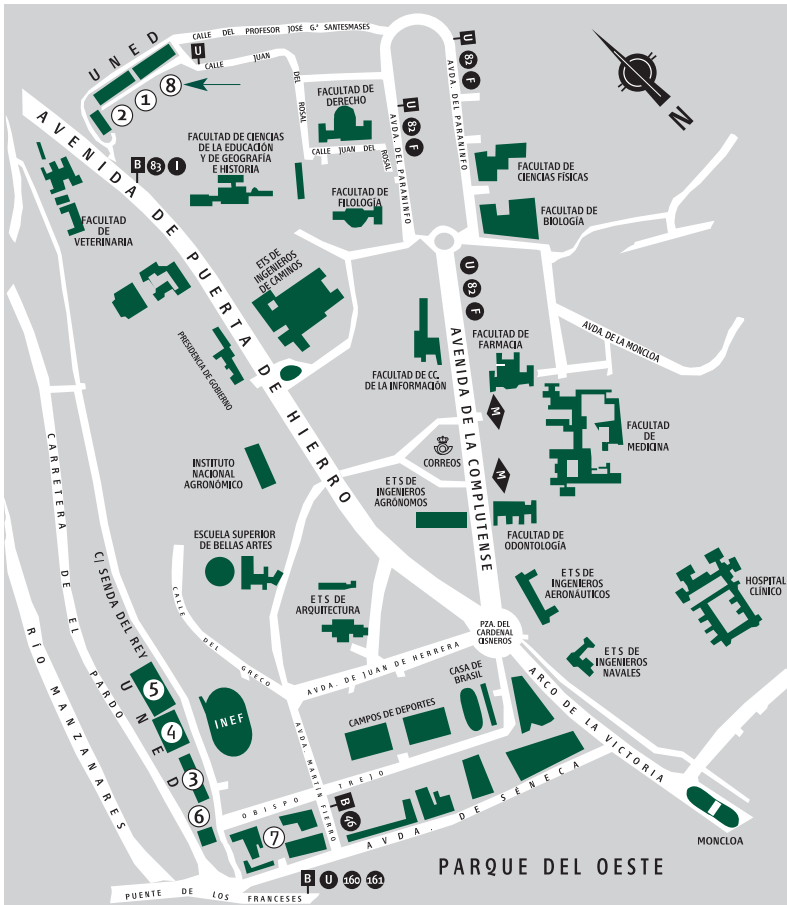 CALLE DEL PROFESOR JOSÉ G.ª SANTESMASES
UNED
U
CALLE JUAN DEL ROSAL
U
82
F
AVDA. DEL PARANINFO
N
2
1
8
U
82
F
AVDA. DEL PARANINFO
FACULTAD DE
DERECHO
CALLE JUAN DEL ROSAL
FACULTAD DE CIENCIAS
DE LA EDUCACIÓN
Y DE GEOGRAFÍA
E HISTORIA
B
83
I
AVENIDA DE PUERTA DE HIERRO
FACULTAD DE
CIENCIAS FÍSICAS
FACULTAD DE
FILOLOGÍA
FACULTAD DE
BIOLOGÍA
FACULTAD
DE
VETERINARIA
ETS DE
INGENIEROS
DE CAMINOS
U
82
F
PRESIDENCIA DE GOBIERNO
FACULTAD DE
FARMACIA
AVDA. DE LA MONCLOA
FACULTAD DE CC.
DE LA INFORMACIÓN
AVENIDA DE LA COMPLUTENSE
M
FACULTAD
DE
MEDICINA
CORREOS
M
INSTITUTO
NACIONAL
AGRONÓMICO
E T S DE
INGENIEROS
AGRÓNOMOS
FACULTAD DE
ODONTOLOGÍA
CARRETERA DE EL PARDO
ESCUELA SUPERIOR
DE BELLAS ARTES
E T S DE
INGENIEROS
AERONÁUTICOS
HOSPITAL
CLÍNICO
E T S DE
ARQUITECTURA
C/ SENDA DEL REY
CALLE DEL GRECO
PZA. DEL
CARDENAL
CISNEROS
E T S DE
INGENIEROS
NAVALES
RÍO MANZANARES
AVDA. DE JUAN DE HERRERA
CASA DE
BRASIL
ARCO DE LA VICTORIA
UNED
5
4
3
6
INEF
CAMPOS DE DEPORTES
AVDA. MARTÍN FIERRO
OBISPO TREJO
B
46
7
AVDA. DE SÉNECA
MONCLOA
PARQUE DEL OESTE
B
U
160
161
PUENTE DE LOS FRANCESES